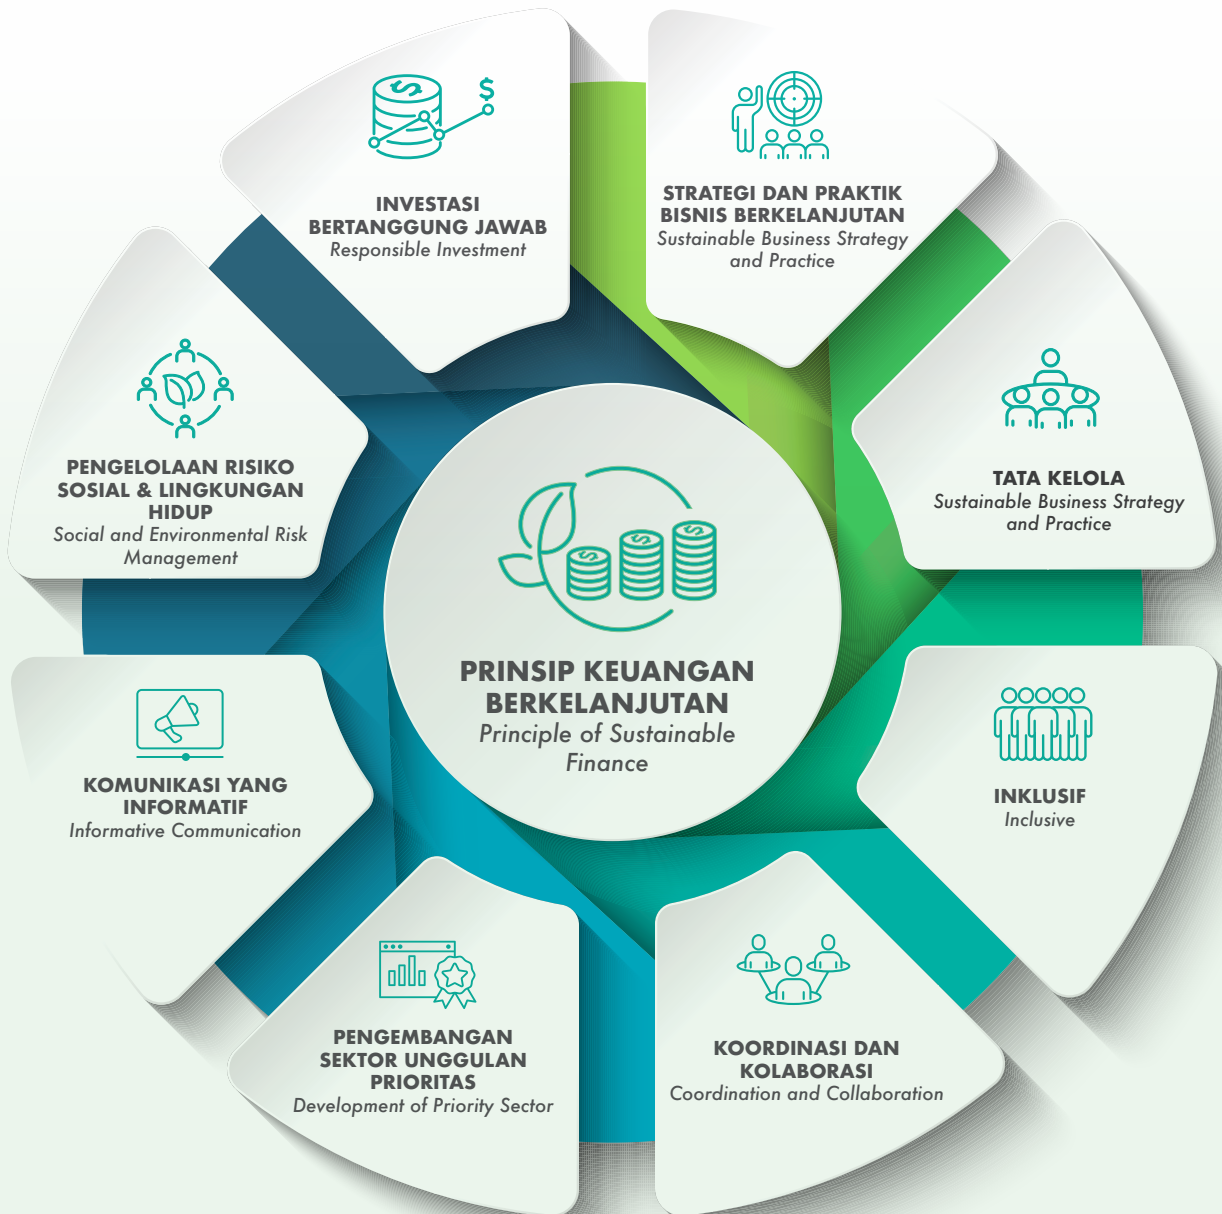 INVESTASI
BERTANGGUNG JAWAB
Responsible Investment
STRATEGI DAN PRAKTIK
BISNIS BERKELANJUTAN
Sustainable Business Strategy
and Practice
TATA KELOLA
Sustainable Business Strategy
and Practice
INKLUSIF
Inclusive
KOORDINASI DAN
KOLABORASI
Coordination and Collaboration
PENGEMBANGAN
SEKTOR UNGGULAN
PRIORITAS
Development of Priority Sector
KOMUNIKASI YANG
INFORMATIF
Informative Communication
PENGELOLAAN RISIKO
SOSIAL & LINGKUNGAN
HIDUP
Social and Environmental Risk
Management
PRINSIP KEUANGAN
BERKELANJUTAN
Principle of Sustainable
Finance